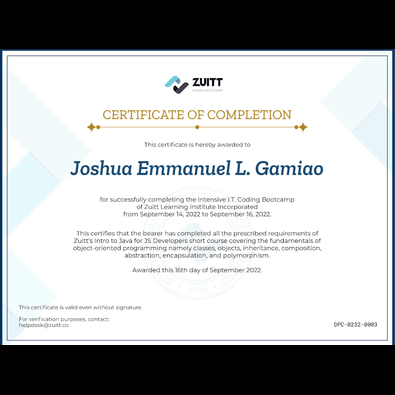 ZUITT
CERTIFICATE OF COMPLETION
This certificate is hereby awarded to
Joshua Emmanuel L. Gamiao
for successfully completing the intensive I.T. Coding Bootcamp
of Zuitt Learning Institute Incorporated
from September 14, 2022 to September 16, 2022.
This certifies that the bearer has completed all the prescribed requirements of
Zuitt's Intro to Java for JS Developers short course covering the fundamentals of
object-oriented programming namely classes, objects, inheritance, composition,
abstraction, encapsulation, and polymorphism.
Awarded this 16th day of September 2022.
This certificate is valid even without signature.
For verification purposes, contact:
helpdesk@zuitt.co
DPC-0232-0003